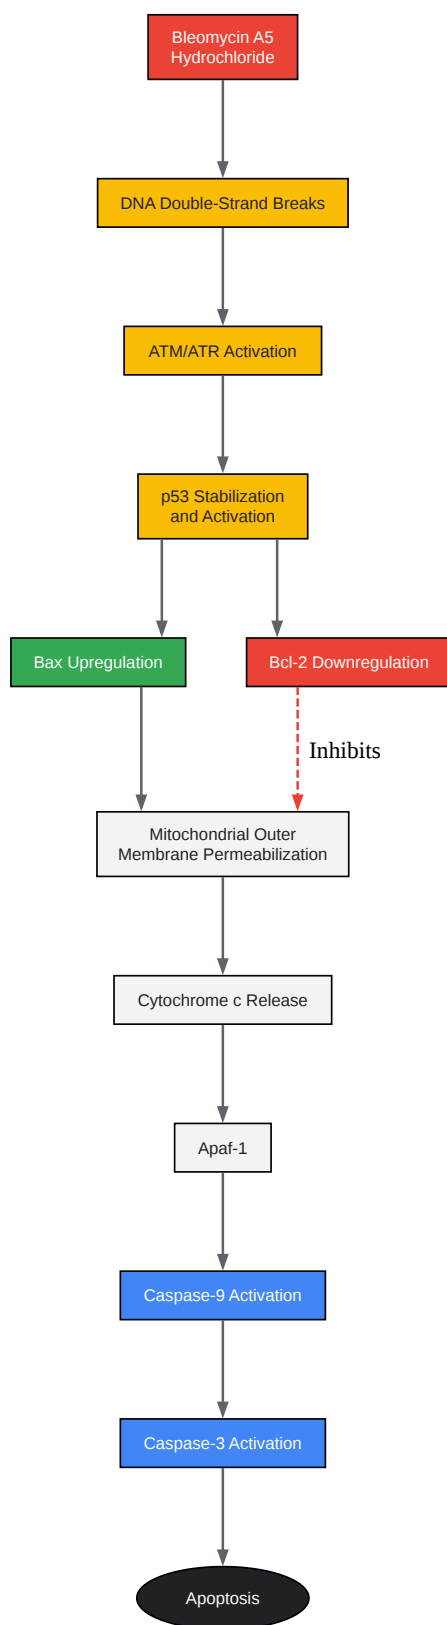 Bleomycin A5
Hydrochloride
DNA Double-Strand Breaks
ATM/ATR Activation
p53 Stabilization
and Activation
Bax Upregulation
Bcl-2 Downregulation
Inhibits
Mitochondrial Outer
Membrane Permeabilization
Cytochrome c Release
Apaf-1
Caspase-9 Activation
Caspase-3 Activation
Apoptosis